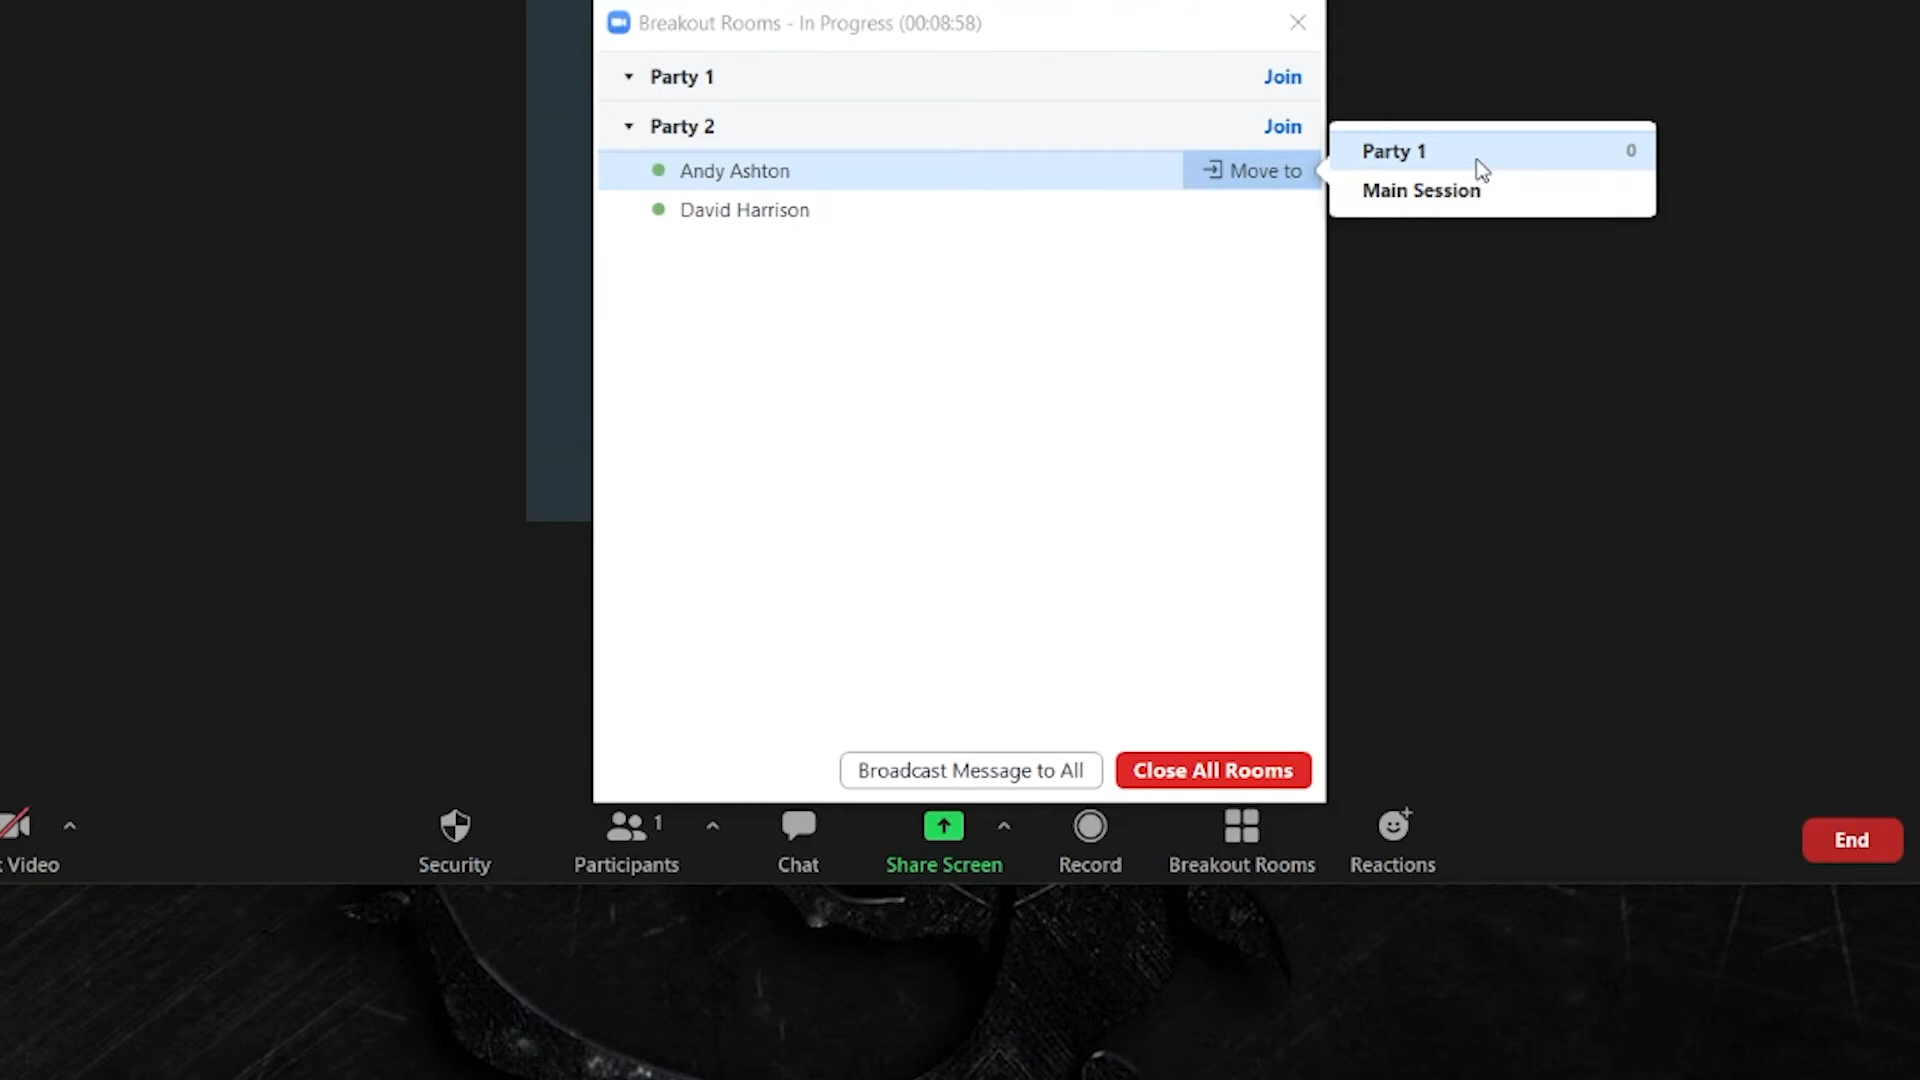 Breakout Rooms - In Progress (00:08:58)
Party 1 Join
Party 2 Join
Andy Ashton Move to
David Harrison
Party 1 0
Main Session
Broadcast Message to All Close All Rooms
Video
Security
Participants 1
Chat
Share Screen
Record
Breakout Rooms
Reactions
End